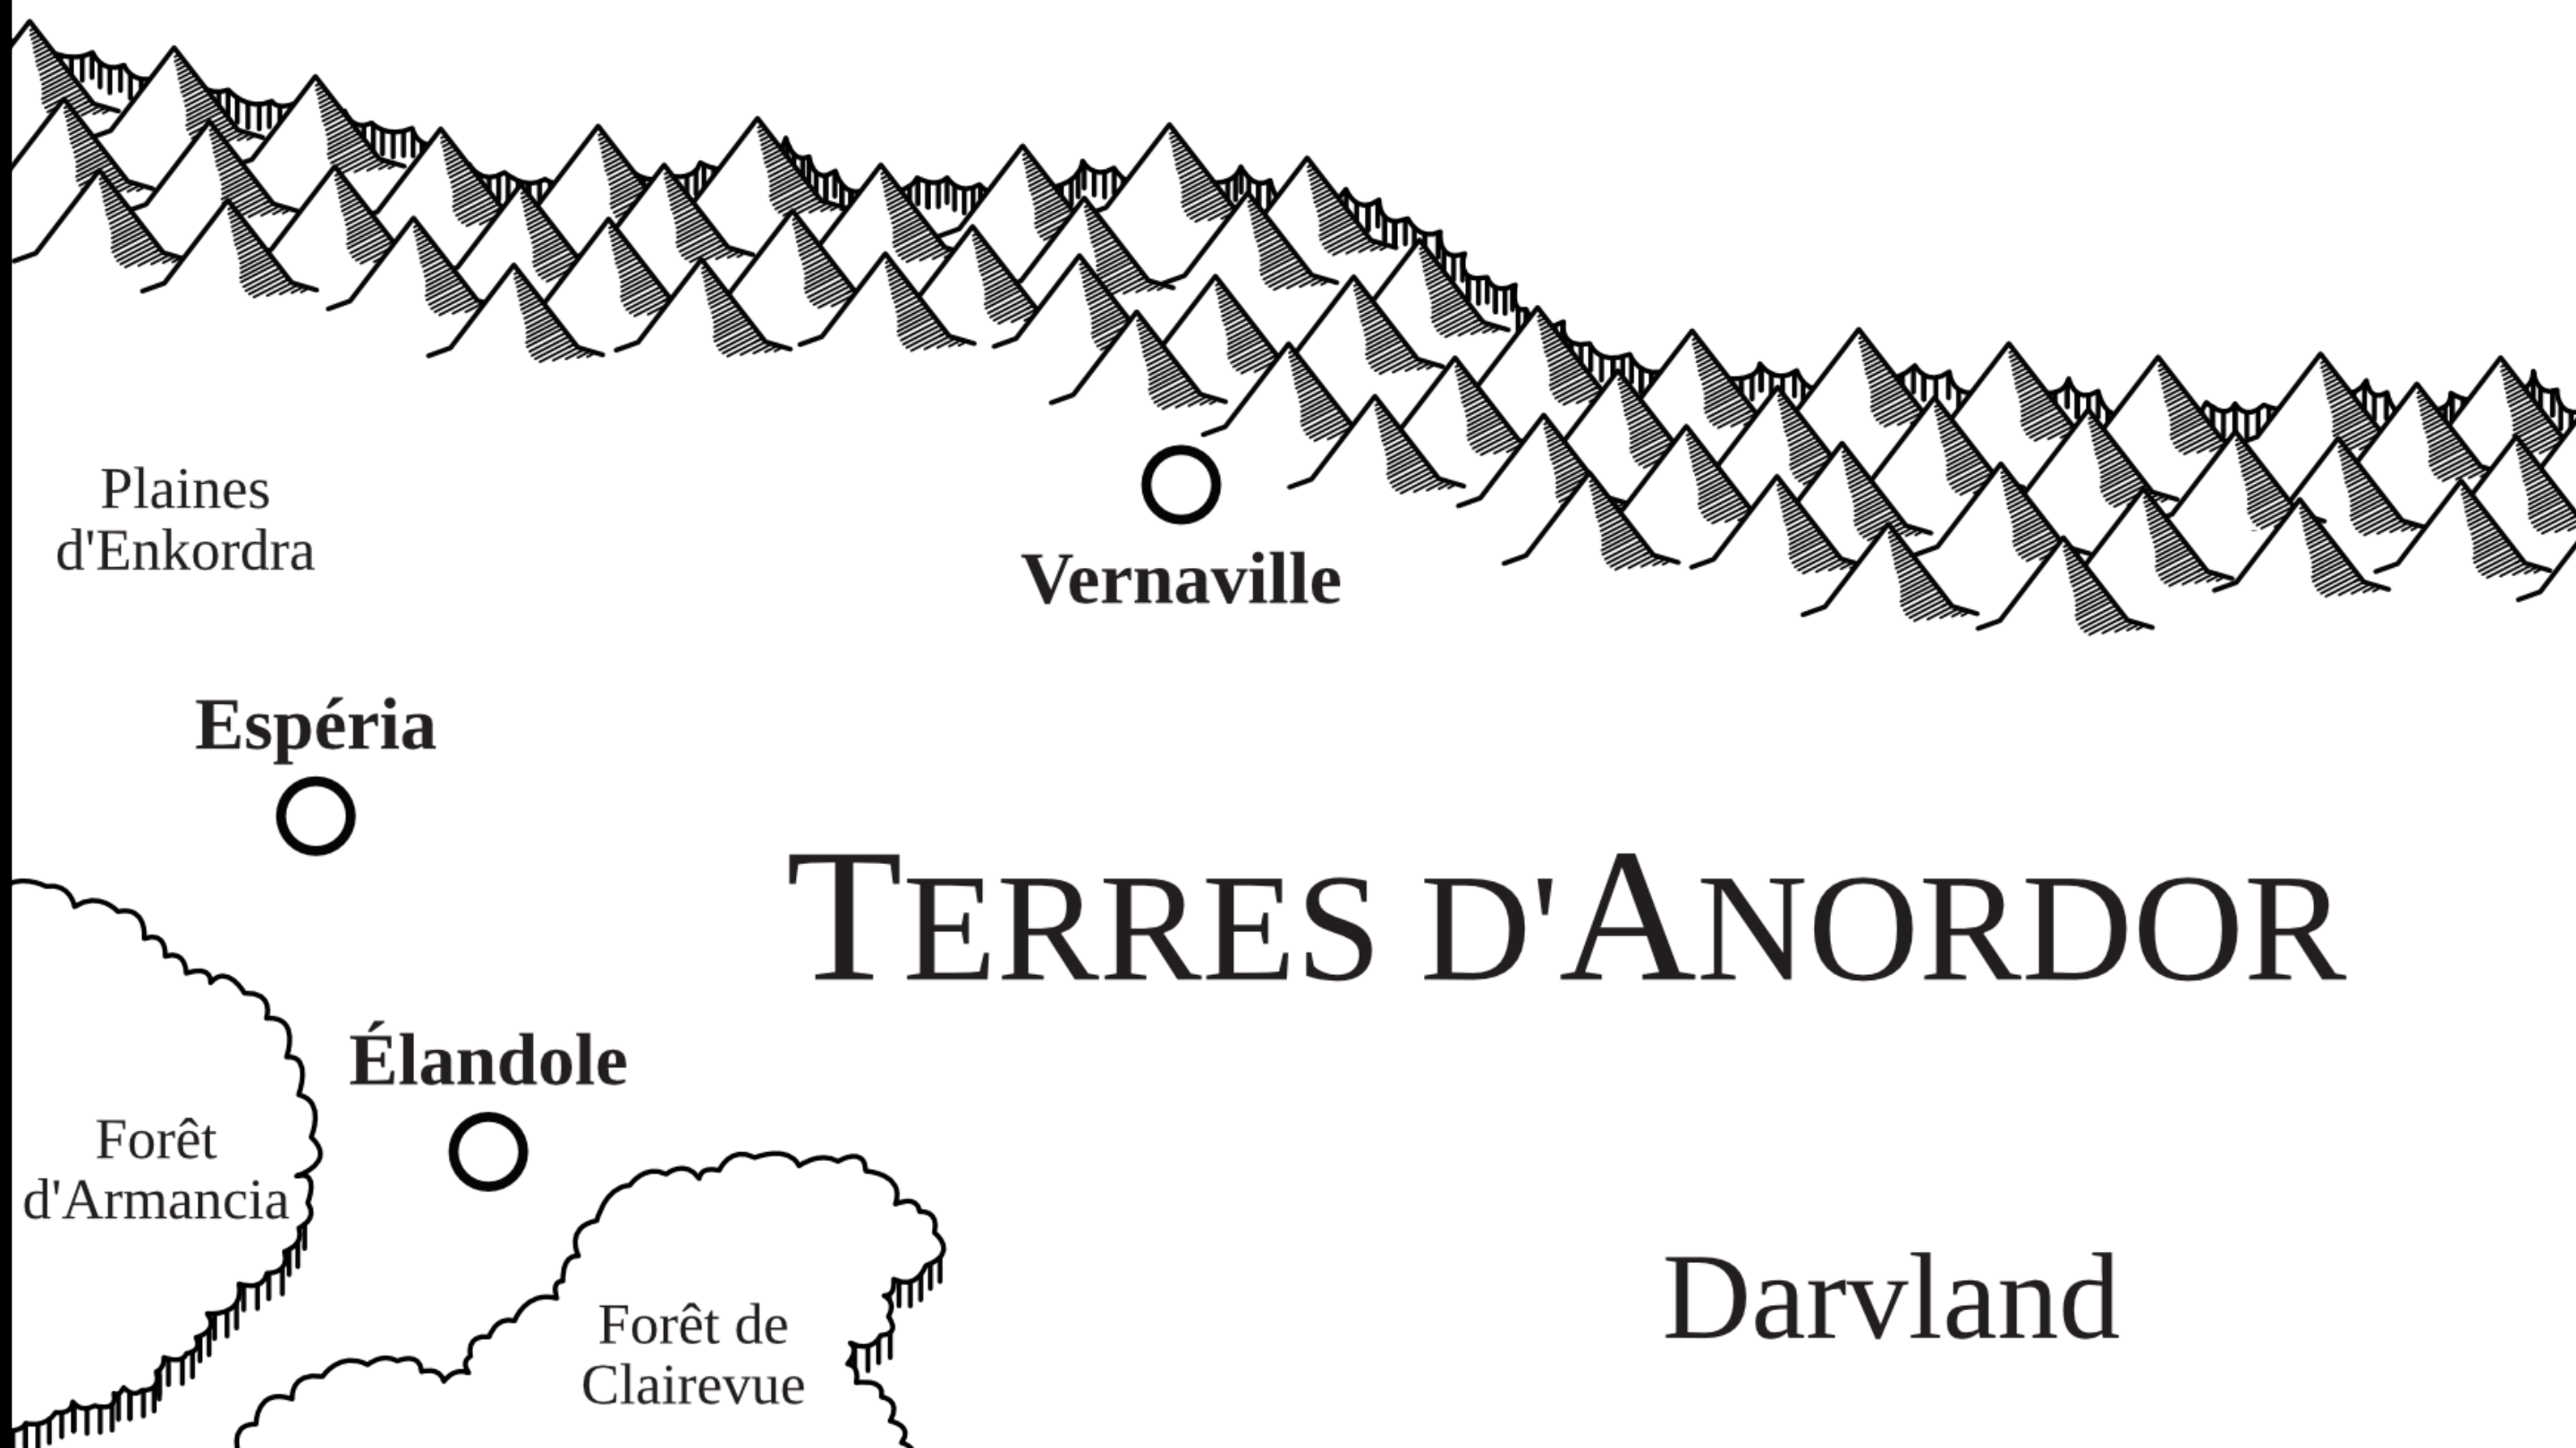 Plaines
d'Enkordra
Vernaville
Espéria
TERRES D'ANORDOR
Élandole
Forêt
d'Armancia
Darvland
Forêt de
Clairevue